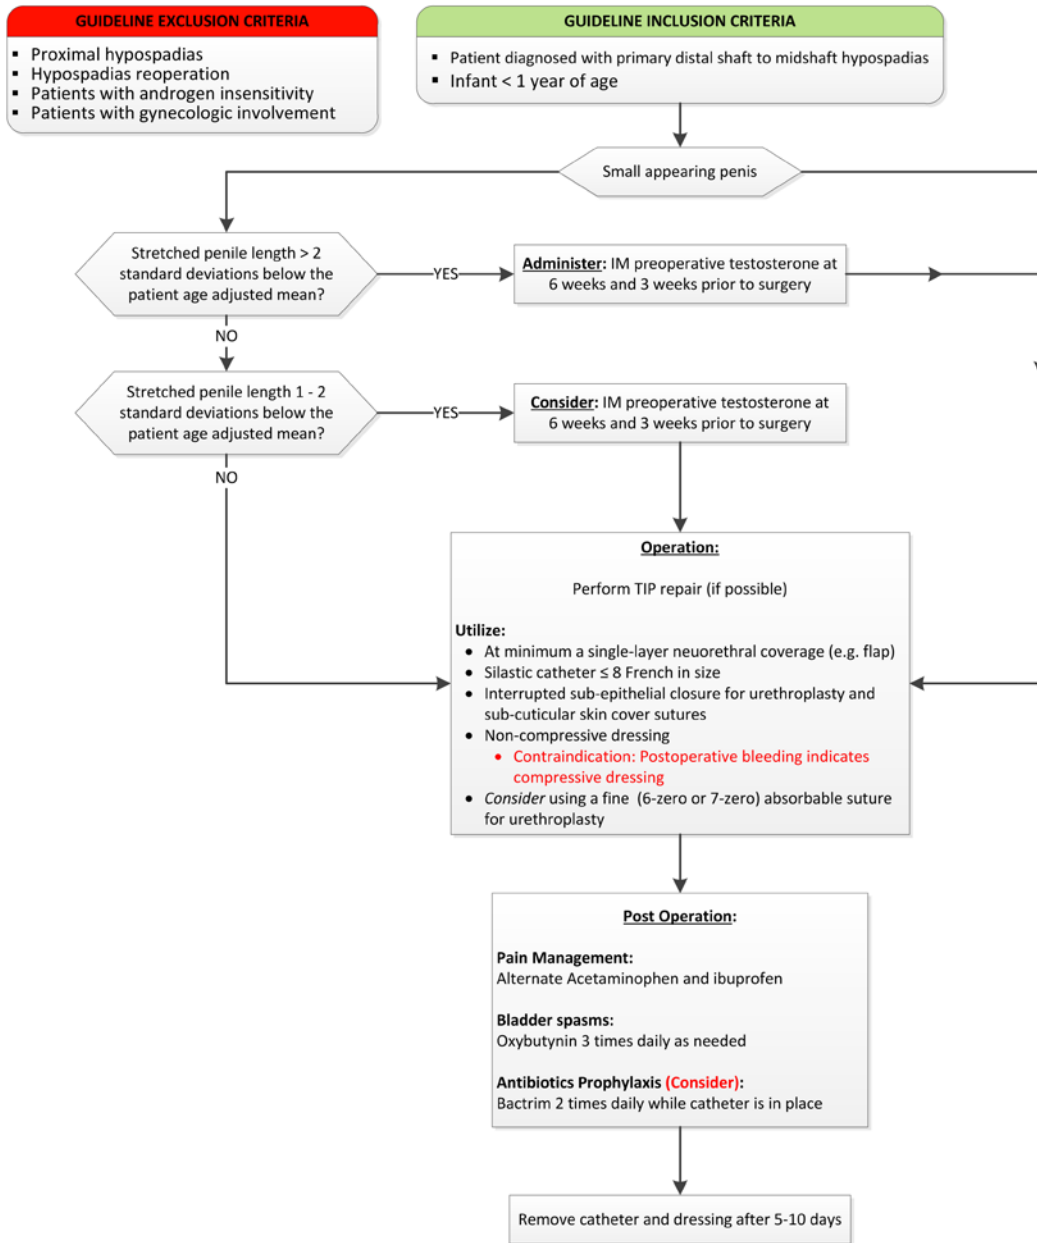 GUIDELINE EXCLUSION CRITERIA
▪ Proximal hypospadias
▪ Hypospadias reoperation
▪ Patients with androgen insensitivity
▪ Patients with gynecologic involvement
GUIDELINE INCLUSION CRITERIA
▪ Patient diagnosed with primary distal shaft to midshaft hypospadias
▪ Infant < 1 year of age
Small appearing penis
Stretched penile length > 2
standard deviations below the
patient age adjusted mean?
YES
Administer: IM preoperative testosterone at
6 weeks and 3 weeks prior to surgery
NO
Stretched penile length 1 - 2
standard deviations below the
patient age adjusted mean?
YES
Consider: IM preoperative testosterone at
6 weeks and 3 weeks prior to surgery
NO
Operation:
Perform TIP repair (if possible)
Utilize:
• At minimum a single-layer neourethral coverage (e.g. flap)
• Silastic catheter ≤ 8 French in size
• Interrupted sub-epithelial closure for urethroplasty and
sub-cuticular skin cover sutures
• Non-compressive dressing
• Contraindication: Postoperative bleeding indicates
compressive dressing
• Consider using a fine (6-zero or 7-zero) absorbable suture
for urethroplasty
Post Operation:
Pain Management:
Alternate Acetaminophen and ibuprofen
Bladder spasms:
Oxybutynin 3 times daily as needed
Antibiotics Prophylaxis (Consider):
Bactrim 2 times daily while catheter is in place
Remove catheter and dressing after 5-10 days